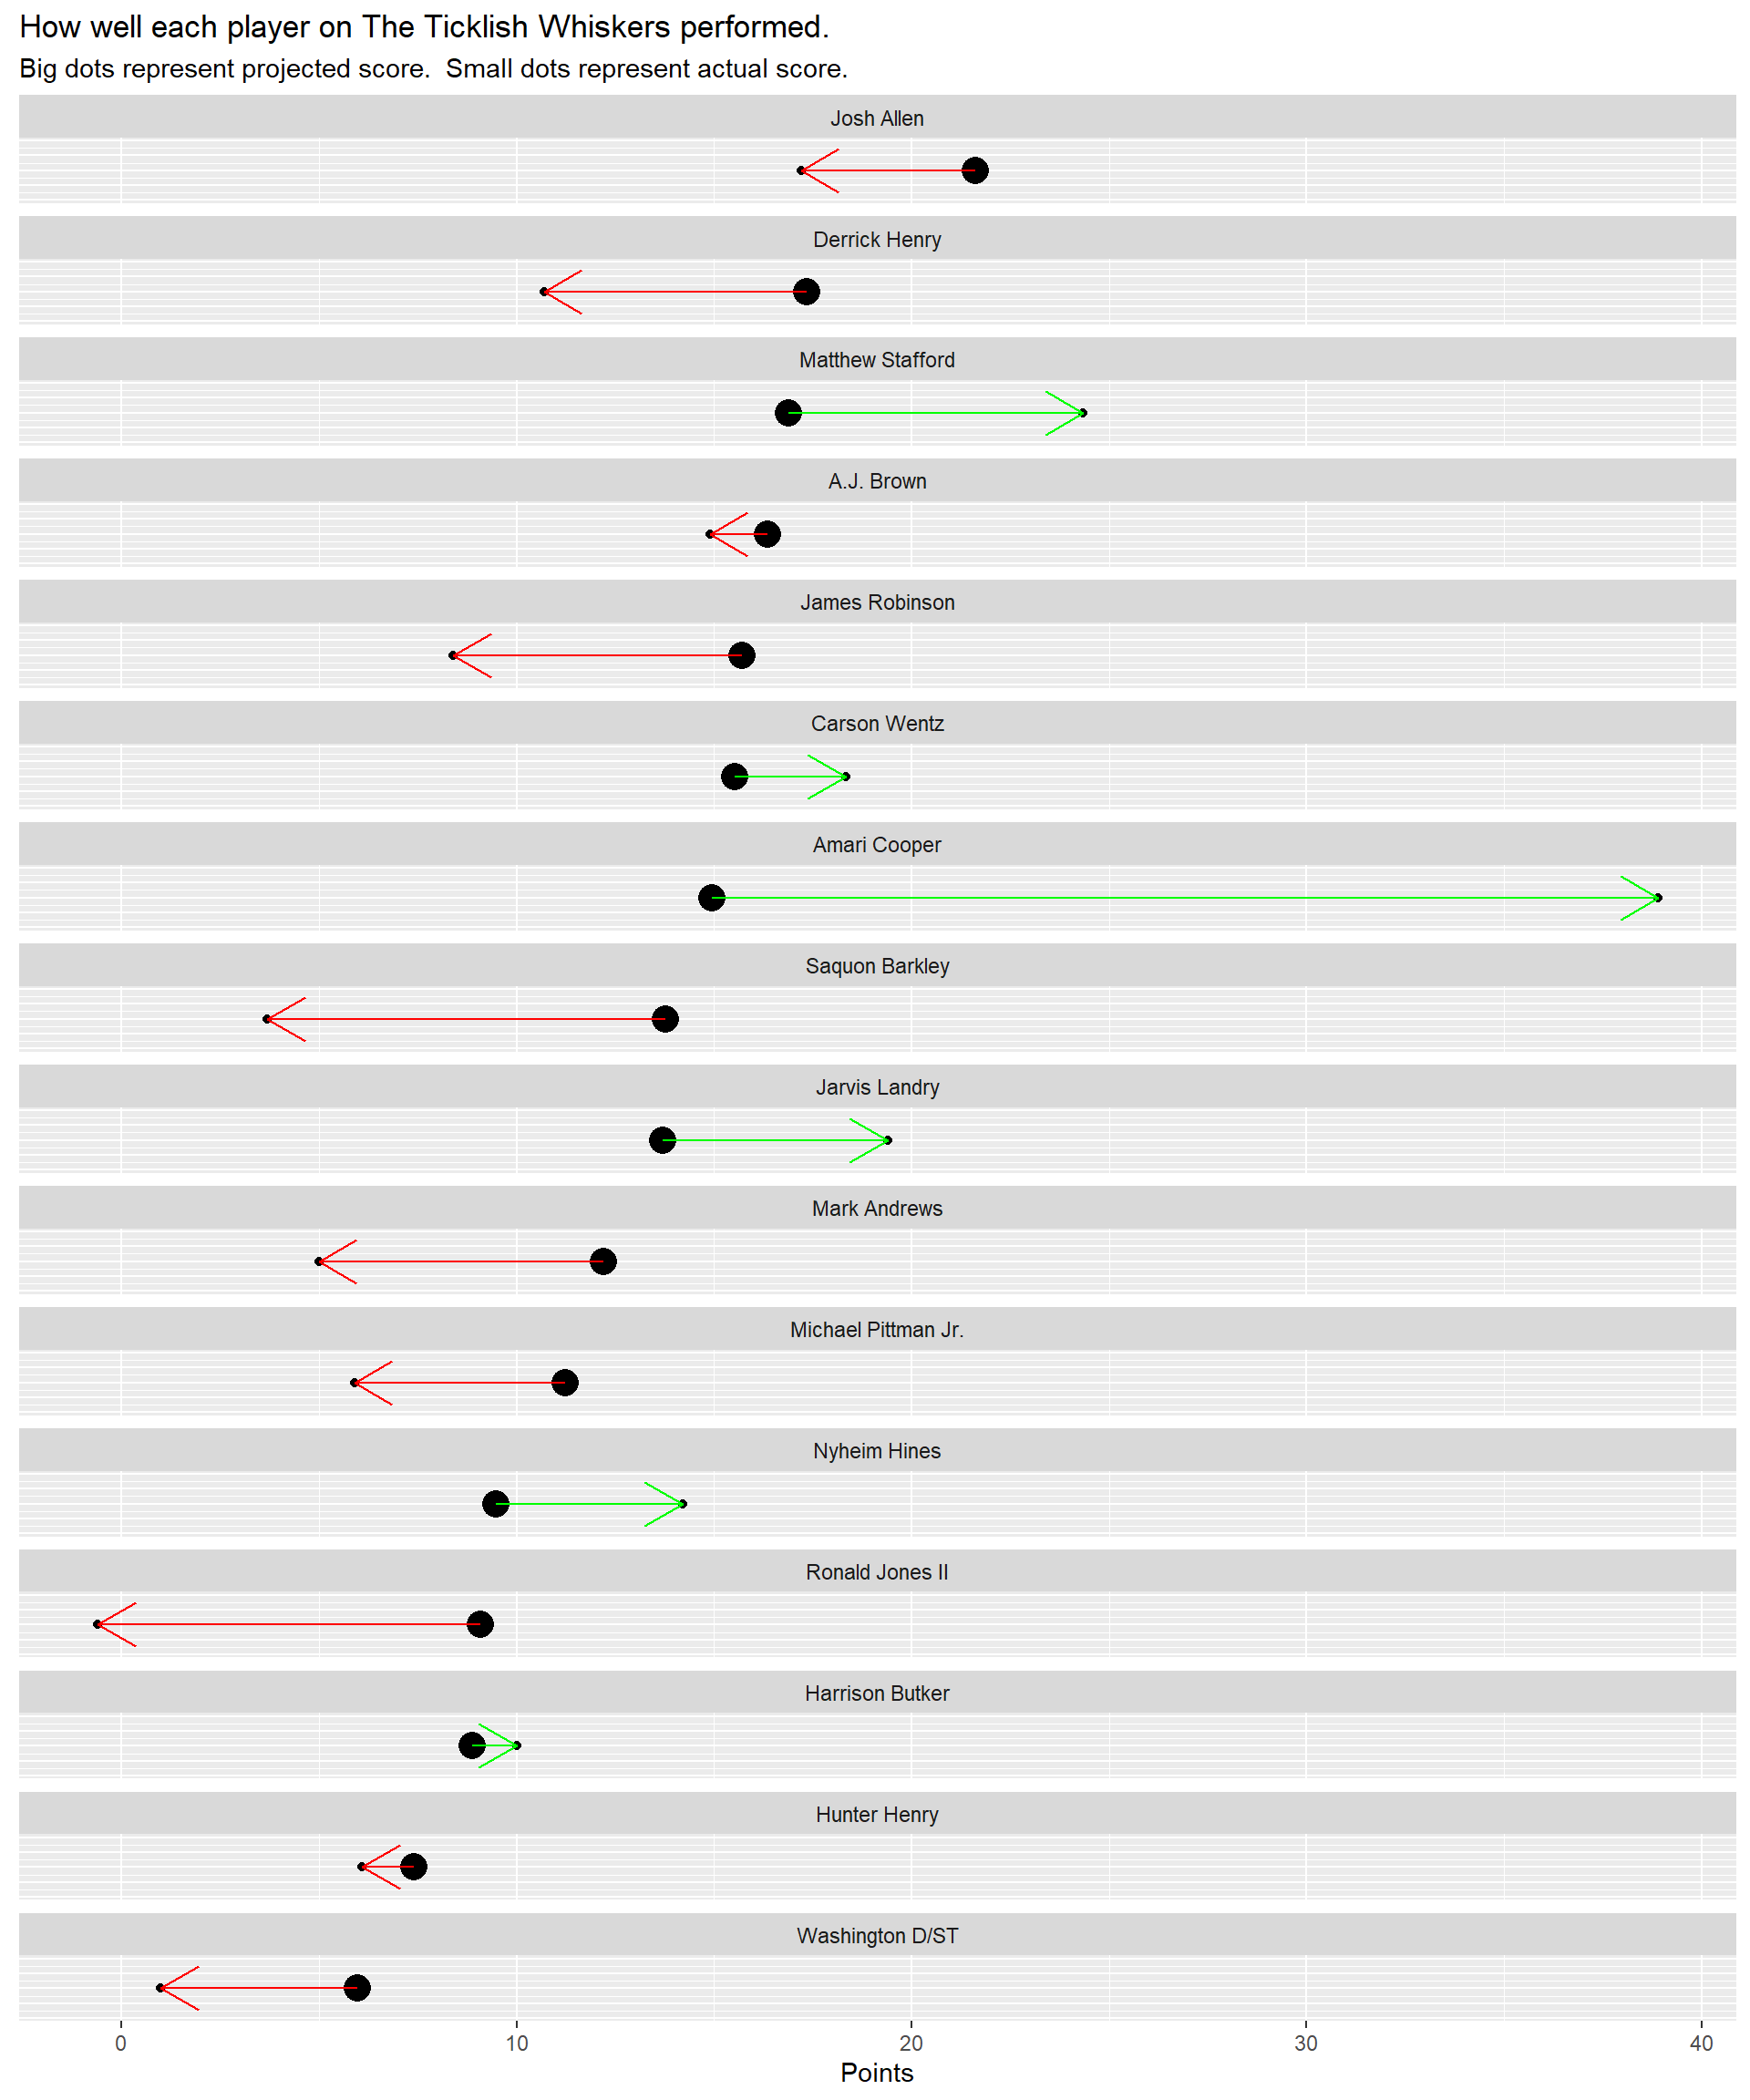 How well each player on The Ticklish Whiskers performed.
Big dots represent projected score.  Small dots represent actual score.
Josh Allen
Derrick Henry
Matthew Stafford
A.J. Brown
James Robinson
Carson Wentz
Amari Cooper
Saquon Barkley
Jarvis Landry
Mark Andrews
Michael Pittman Jr.
Nyheim Hines
Ronald Jones II
Harrison Butker
Hunter Henry
Washington D/ST
0 10 20 30 40
Points